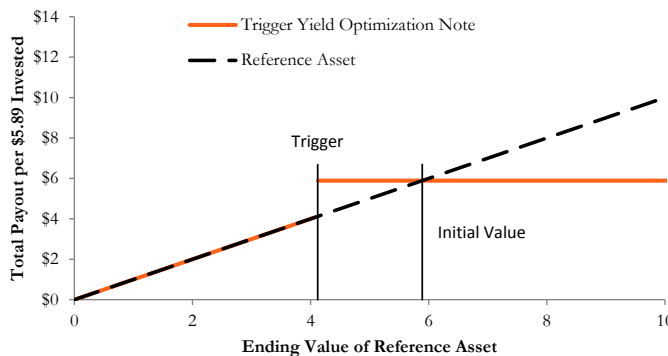 $14
$12
$10
$8
$6
$4
$2
$0
Total Payout per $5.89 Invested
Trigger Yield Optimization Note
Reference Asset
Trigger
Initial Value
0 2 4 6 8 10
Ending Value of Reference Asset